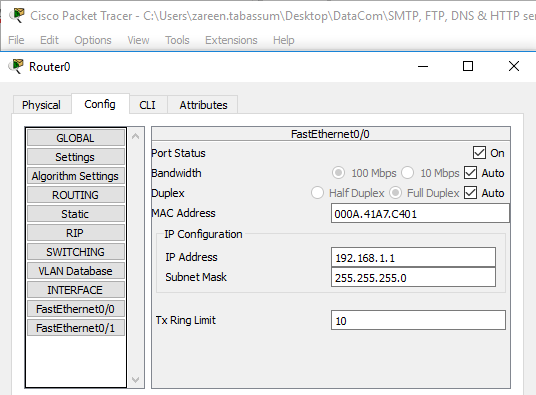 Cisco Packet Tracer - C:\Users\zareen.tabassum\Desktop\DataCom\SMTP, FTP, DNS & HTTP ser
File Edit Options View Tools Extensions Help
Router0
Physical Config CLI Attributes
GLOBAL
Settings
Algorithm Settings
ROUTING
Static
RIP
SWITCHING
VLAN Database
INTERFACE
FastEthernet0/0
FastEthernet0/1
FastEthernet0/0
Port Status On
Bandwidth 100 Mbps 10 Mbps Auto
Duplex Half Duplex Full Duplex Auto
MAC Address 000A.41A7.C401
IP Configuration
IP Address 192.168.1.1
Subnet Mask 255.255.255.0
Tx Ring Limit 10